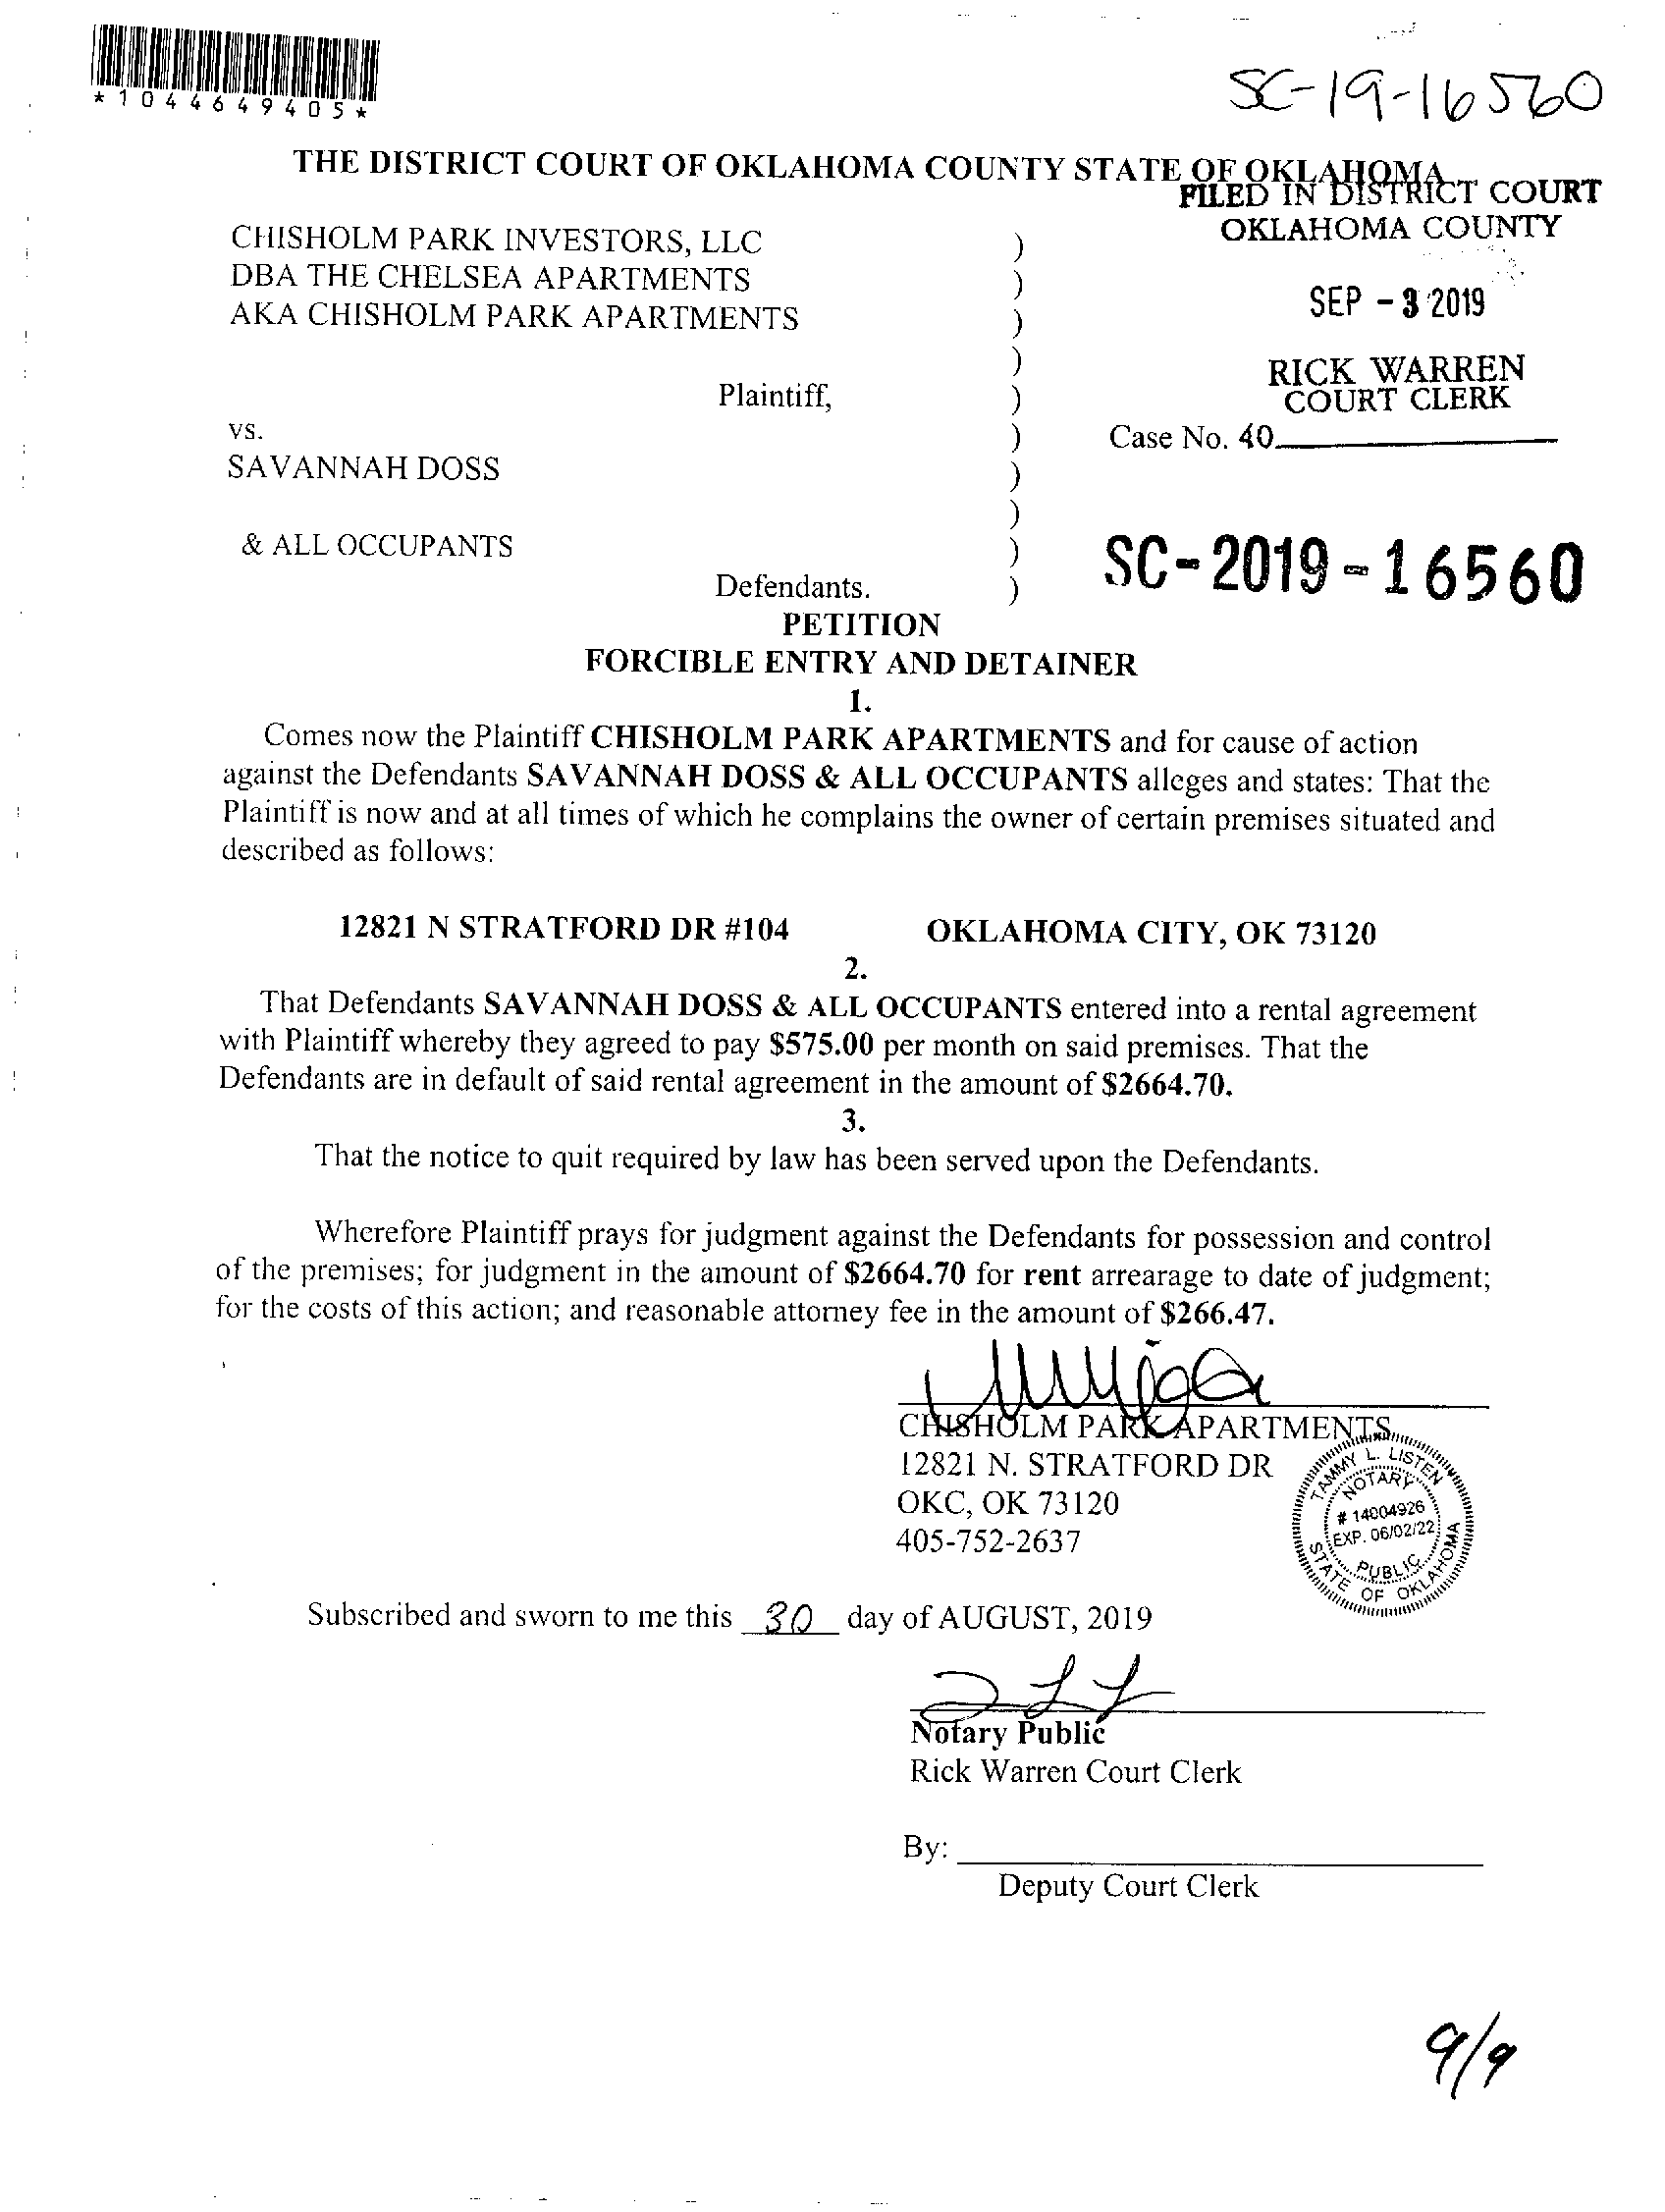 *1044649405*
SC-19-16560
THE DISTRICT COURT OF OKLAHOMA COUNTY STATE OF OKLAHOMA
FILED IN DISTRICT COURT
OKLAHOMA COUNTY
CHISHOLM PARK INVESTORS, LLC )
DBA THE CHELSEA APARTMENTS )
AKA CHISHOLM PARK APARTMENTS )
SEP - 3 2019
)
RICK WARREN
COURT CLERK
Plaintiff, )
vs. ) Case No. 40
SAVANNAH DOSS )
)
& ALL OCCUPANTS )
SC-2019-16560
Defendants. )
PETITION
FORCIBLE ENTRY AND DETAINER
1.
Comes now the Plaintiff CHISHOLM PARK APARTMENTS and for cause of action
against the Defendants SAVANNAH DOSS & ALL OCCUPANTS alleges and states: That the
Plaintiff is now and at all times of which he complains the owner of certain premises situated and
described as follows:
12821 N STRATFORD DR #104 OKLAHOMA CITY, OK 73120
2.
That Defendants SAVANNAH DOSS & ALL OCCUPANTS entered into a rental agreement
with Plaintiff whereby they agreed to pay $575.00 per month on said premises. That the
Defendants are in default of said rental agreement in the amount of $2664.70.
3.
That the notice to quit required by law has been served upon the Defendants.
Wherefore Plaintiff prays for judgment against the Defendants for possession and control
of the premises; for judgment in the amount of $2664.70 for rent arrearage to date of judgment;
for the costs of this action; and reasonable attorney fee in the amount of $266.47.
CHISHOLM PARK APARTMENTS
12821 N. STRATFORD DR
OKC, OK 73120
405-752-2637
TAMMY L. LISTEN
NOTARY
# 14004926
EXP. 06/02/22
PUBLIC
STATE OF OKLAHOMA
Subscribed and sworn to me this 30 day of AUGUST, 2019
Notary Public
Rick Warren Court Clerk
By:
Deputy Court Clerk
9/9